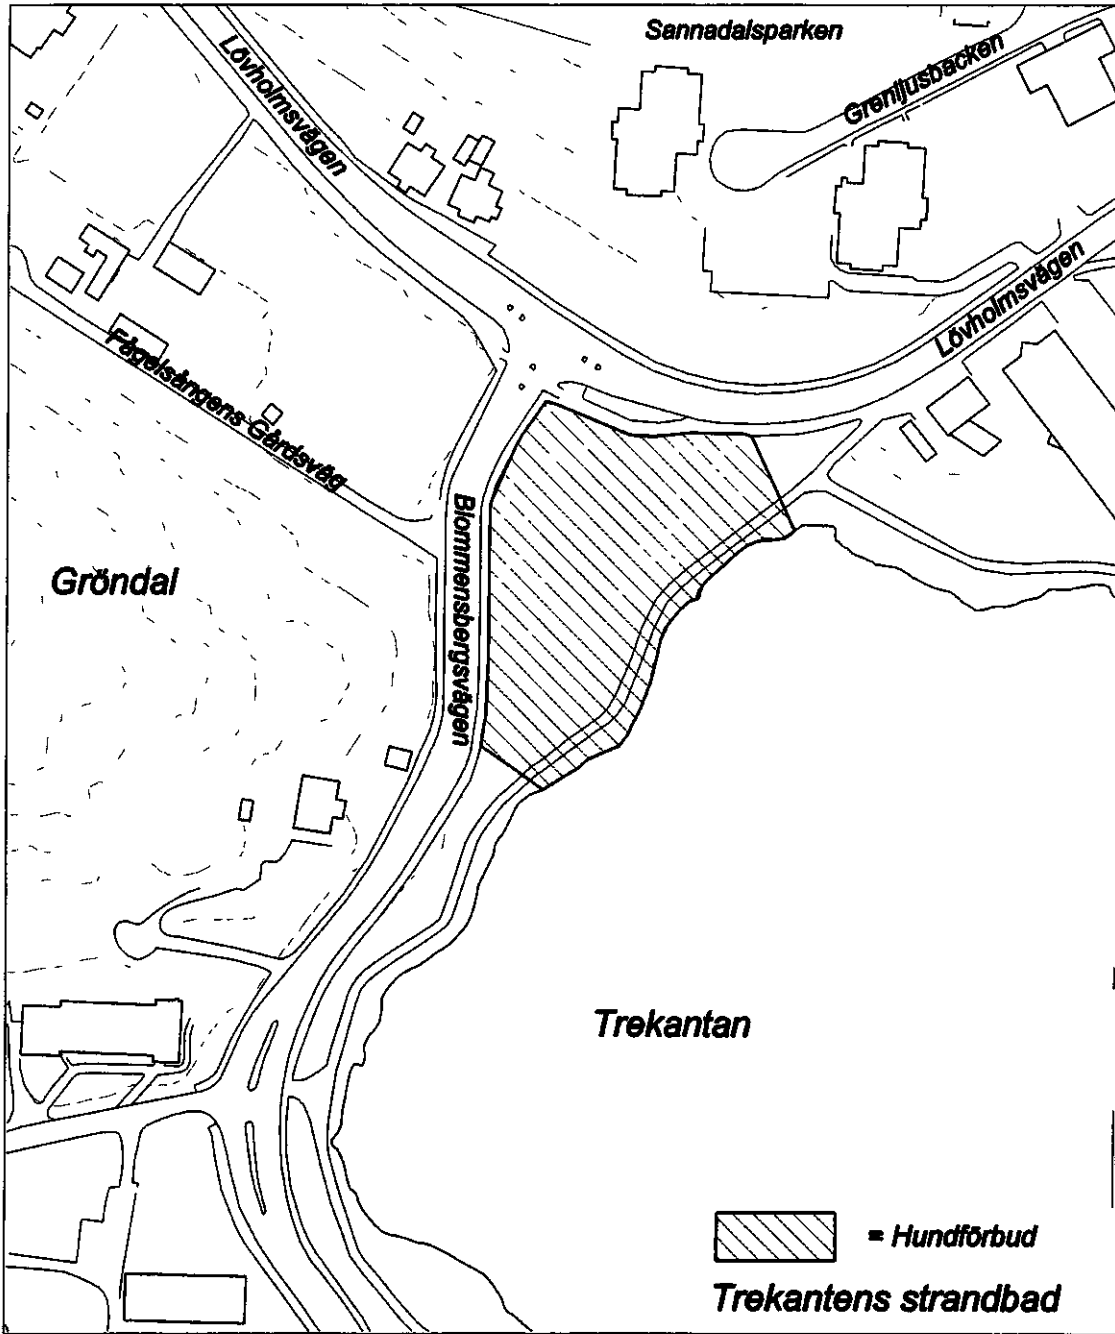 Sannadalsparken
Lövholmsvägen
Grenljusbacken
Lövholmsvägen
Fågelsångens Gårdsväg
Blommensbergsvägen
Gröndal
Trekantan
= Hundförbud
Trekantens strandbad